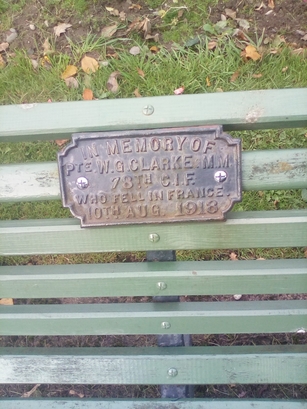 IN MEMORY OF
PTE W.G. CLARKE. M.M.
78TH C.I.F.
WHO FELL IN FRANCE
10TH AUG. 1918